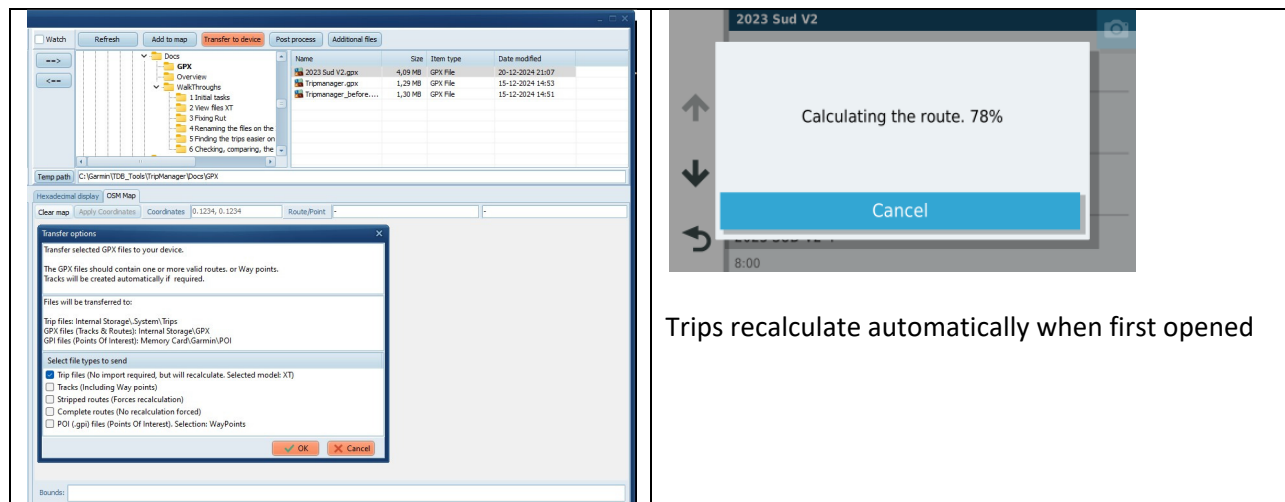 Watch Refresh Add to map Transfer to device Post process Additional files
==>
<==
Docs
GPX
Overview
WalkThroughs
1 Initial tasks
2 View files XT
3 Fixing Rut
4 Renaming the files on the
5 Finding the trips easier on
6 Checking, comparing, the
Name Size Item type Date modified
2023 Sud V2.gpx 4,09 MB GPX File 20-12-2024 21:07
Tripmanager.gpx 1,29 MB GPX File 15-12-2024 14:53
Tripmanager_before.... 1,30 MB GPX File 15-12-2024 14:51
Temp path C:\Garmin\TDB_Tools\TripManager\Docs\GPX
Hexadecimal display OSM Map
Clear map Apply Coordinates Coordinates 0.1234, 0.1234 Route/Point - -
Transfer options
Transfer selected GPX files to your device.
The GPX files should contain one or more valid routes. or Way points.
Tracks will be created automatically if required.
Files will be transferred to:
Trip files: Internal Storage\.System\Trips
GPX files (Tracks & Routes): Internal Storage\GPX
GPI files (Points Of Interest): Memory Card\Garmin\POI
Select file types to send
Trip files (No import required, but will recalculate. Selected model: XT)
Tracks (Including Way points)
Stripped routes (Forces recalculation)
Complete routes (No recalculation forced)
POI (.gpi) files (Points Of Interest). Selection: WayPoints
OK Cancel
Bounds:
2023 Sud V2
Calculating the route. 78%
Cancel
8:00
Trips recalculate automatically when first opened